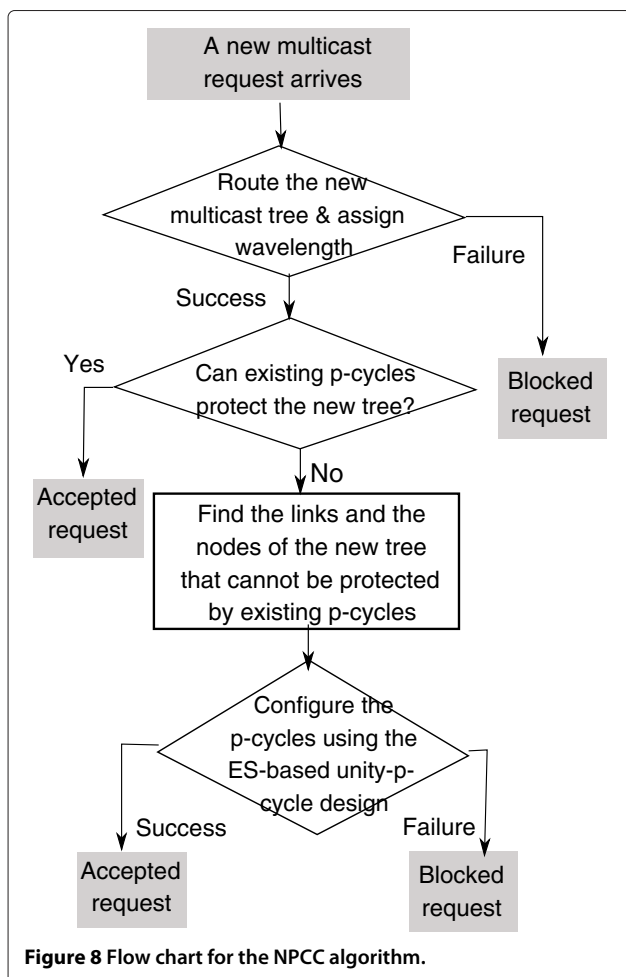 A new multicast
request arrives
Route the new
multicast tree & assign
wavelength
Failure
Success
Yes
Can existing p-cycles
protect the new tree?
Blocked
request
No
Accepted
request
Find the links and the
nodes of the new tree
that cannot be protected
by existing p-cycles
Configure the
p-cycles using the
ES-based unity-p-
cycle design
Success
Failure
Accepted
request
Blocked
request
Figure 8 Flow chart for the NPCC algorithm.